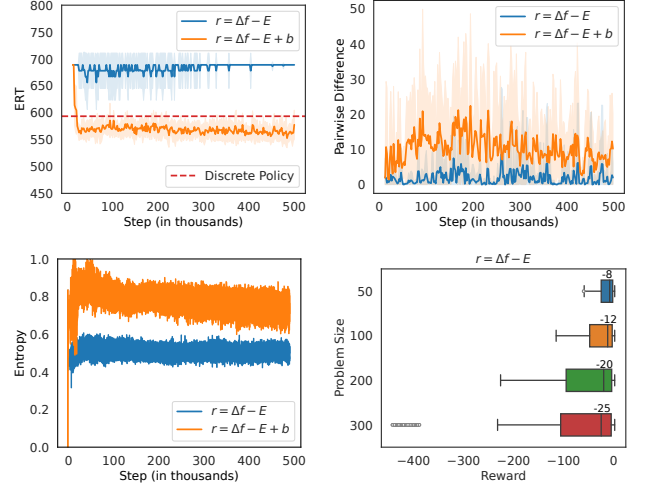 800
750
700
650
600
550
500
450
ERT
r = Δf − E
r = Δf − E + b
Discrete Policy
0 100 200 300 400 500
Step (in thousands)
50
40
30
20
10
0
Pairwise Difference
r = Δf − E
r = Δf − E + b
0 100 200 300 400 500
Step (in thousands)
1.0
0.8
0.6
0.4
0.2
0.0
Entropy
r = Δf − E
r = Δf − E + b
0 100 200 300 400 500
Step (in thousands)
r = Δf − E
Problem Size
50
-8
100
-12
200
-20
300
-25
−400 −300 −200 −100 0
Reward